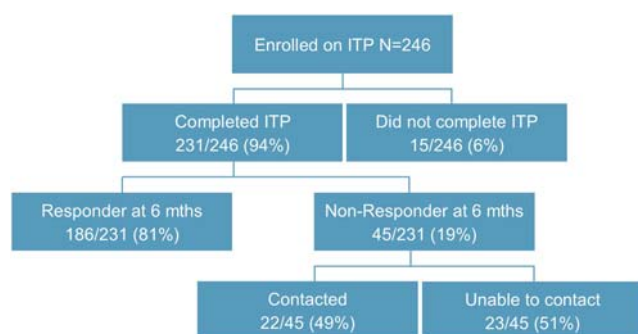 Enrolled on ITP N=246
Completed ITP
231/246 (94%)
Did not complete ITP
15/246 (6%)
Responder at 6 mths
186/231 (81%)
Non-Responder at 6 mths
45/231 (19%)
Contacted
22/45 (49%)
Unable to contact
23/45 (51%)